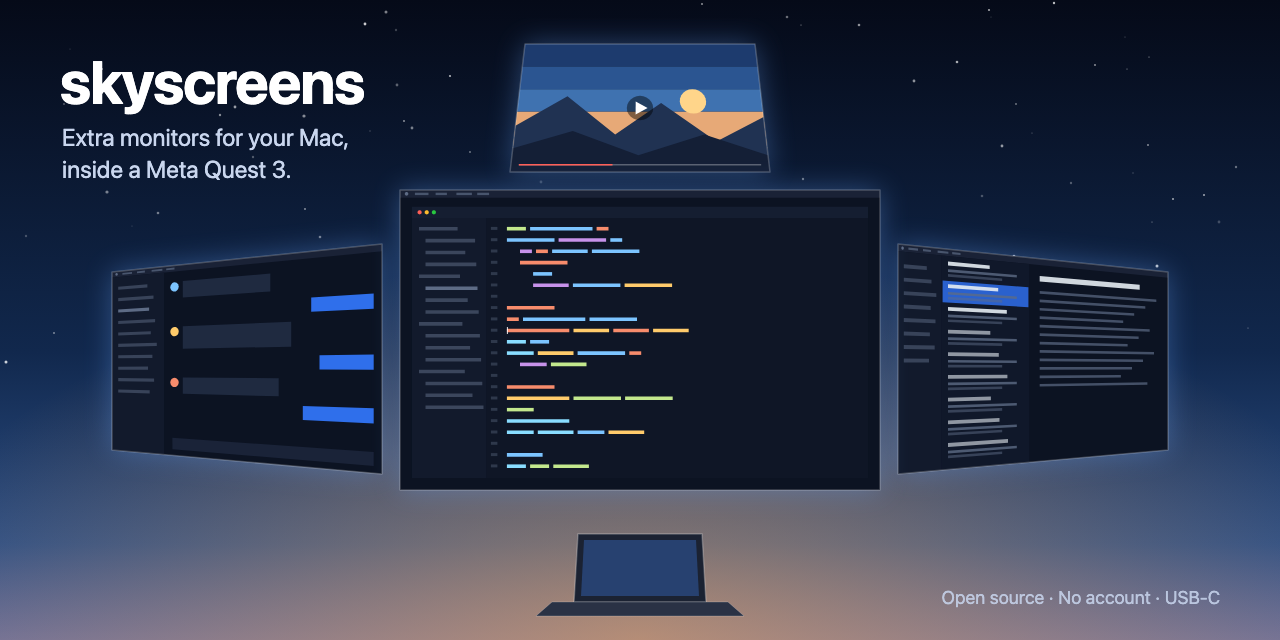 skyscreens
Extra monitors for your Mac,
inside a Meta Quest 3.
Open source · No account · USB-C